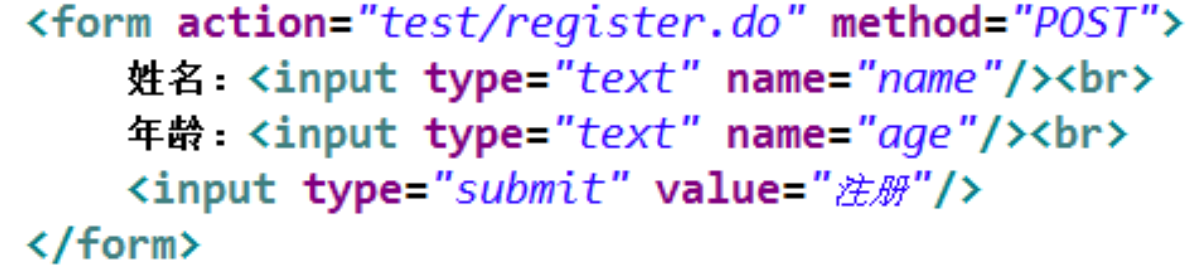 <form action="test/register.do" method="POST">
姓名：<input type="text" name="name"/><br>
年龄：<input type="text" name="age"/><br>
<input type="submit" value="注册"/>
</form>